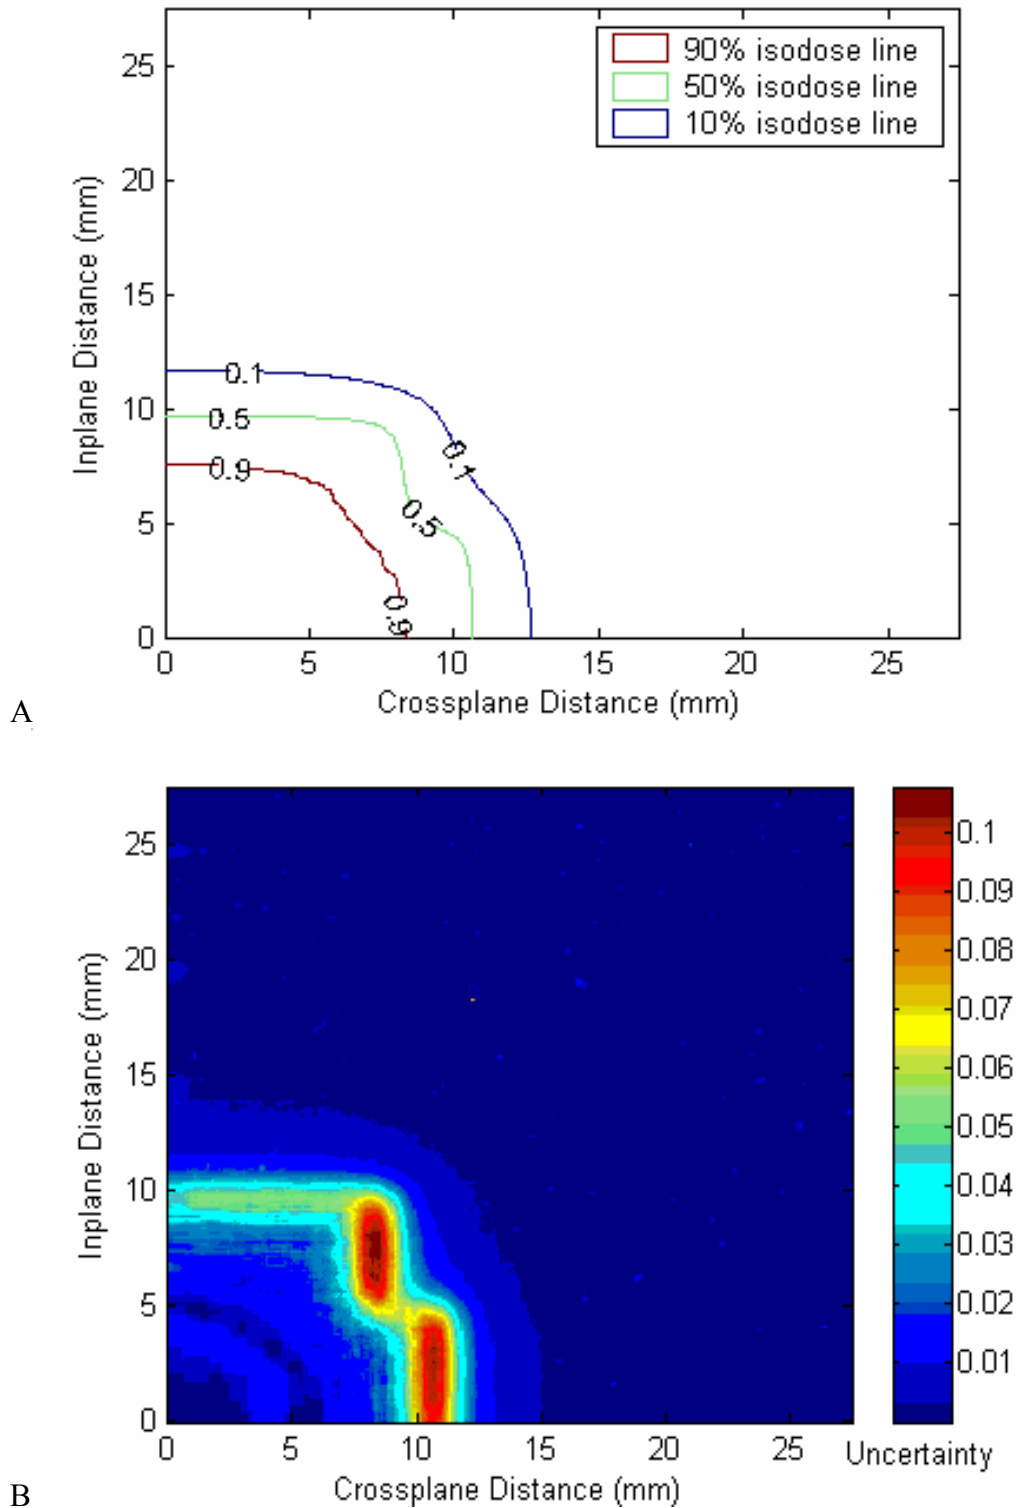 90% isodose line
50% isodose line
10% isodose line
25
20
15
10
5
0
Inplane Distance (mm)
0.1
0.5
0.9
0.1
0.5
0.9
0 5 10 15 20 25
Crossplane Distance (mm)
A
25
20
15
10
5
0
Inplane Distance (mm)
0.1
0.09
0.08
0.07
0.06
0.05
0.04
0.03
0.02
0.01
0 5 10 15 20 25
Uncertainty
Crossplane Distance (mm)
B